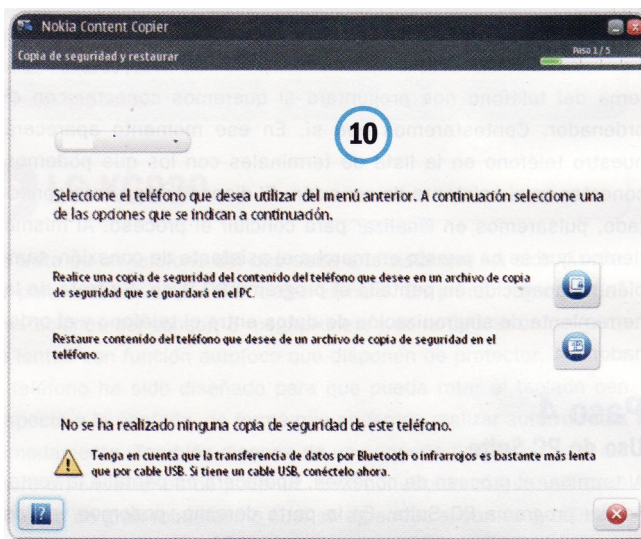 Nokia Content Copier
Copia de seguridad y restaurar
Paso 1 / 5
10
Seleccione el teléfono que desea utilizar del menú anterior. A continuación seleccione una
de las opciones que se indican a continuación.
Realice una copia de seguridad del contenido del teléfono que desee en un archivo de copia
de seguridad que se guardará en el PC.
Restaure contenido del teléfono que desee de un archivo de copia de seguridad en el
teléfono.
No se ha realizado ninguna copia de seguridad de este teléfono.
Tenga en cuenta que la transferencia de datos por Bluetooth o infrarrojos es bastante más lenta
que por cable USB. Si tiene un cable USB, conéctelo ahora.
?